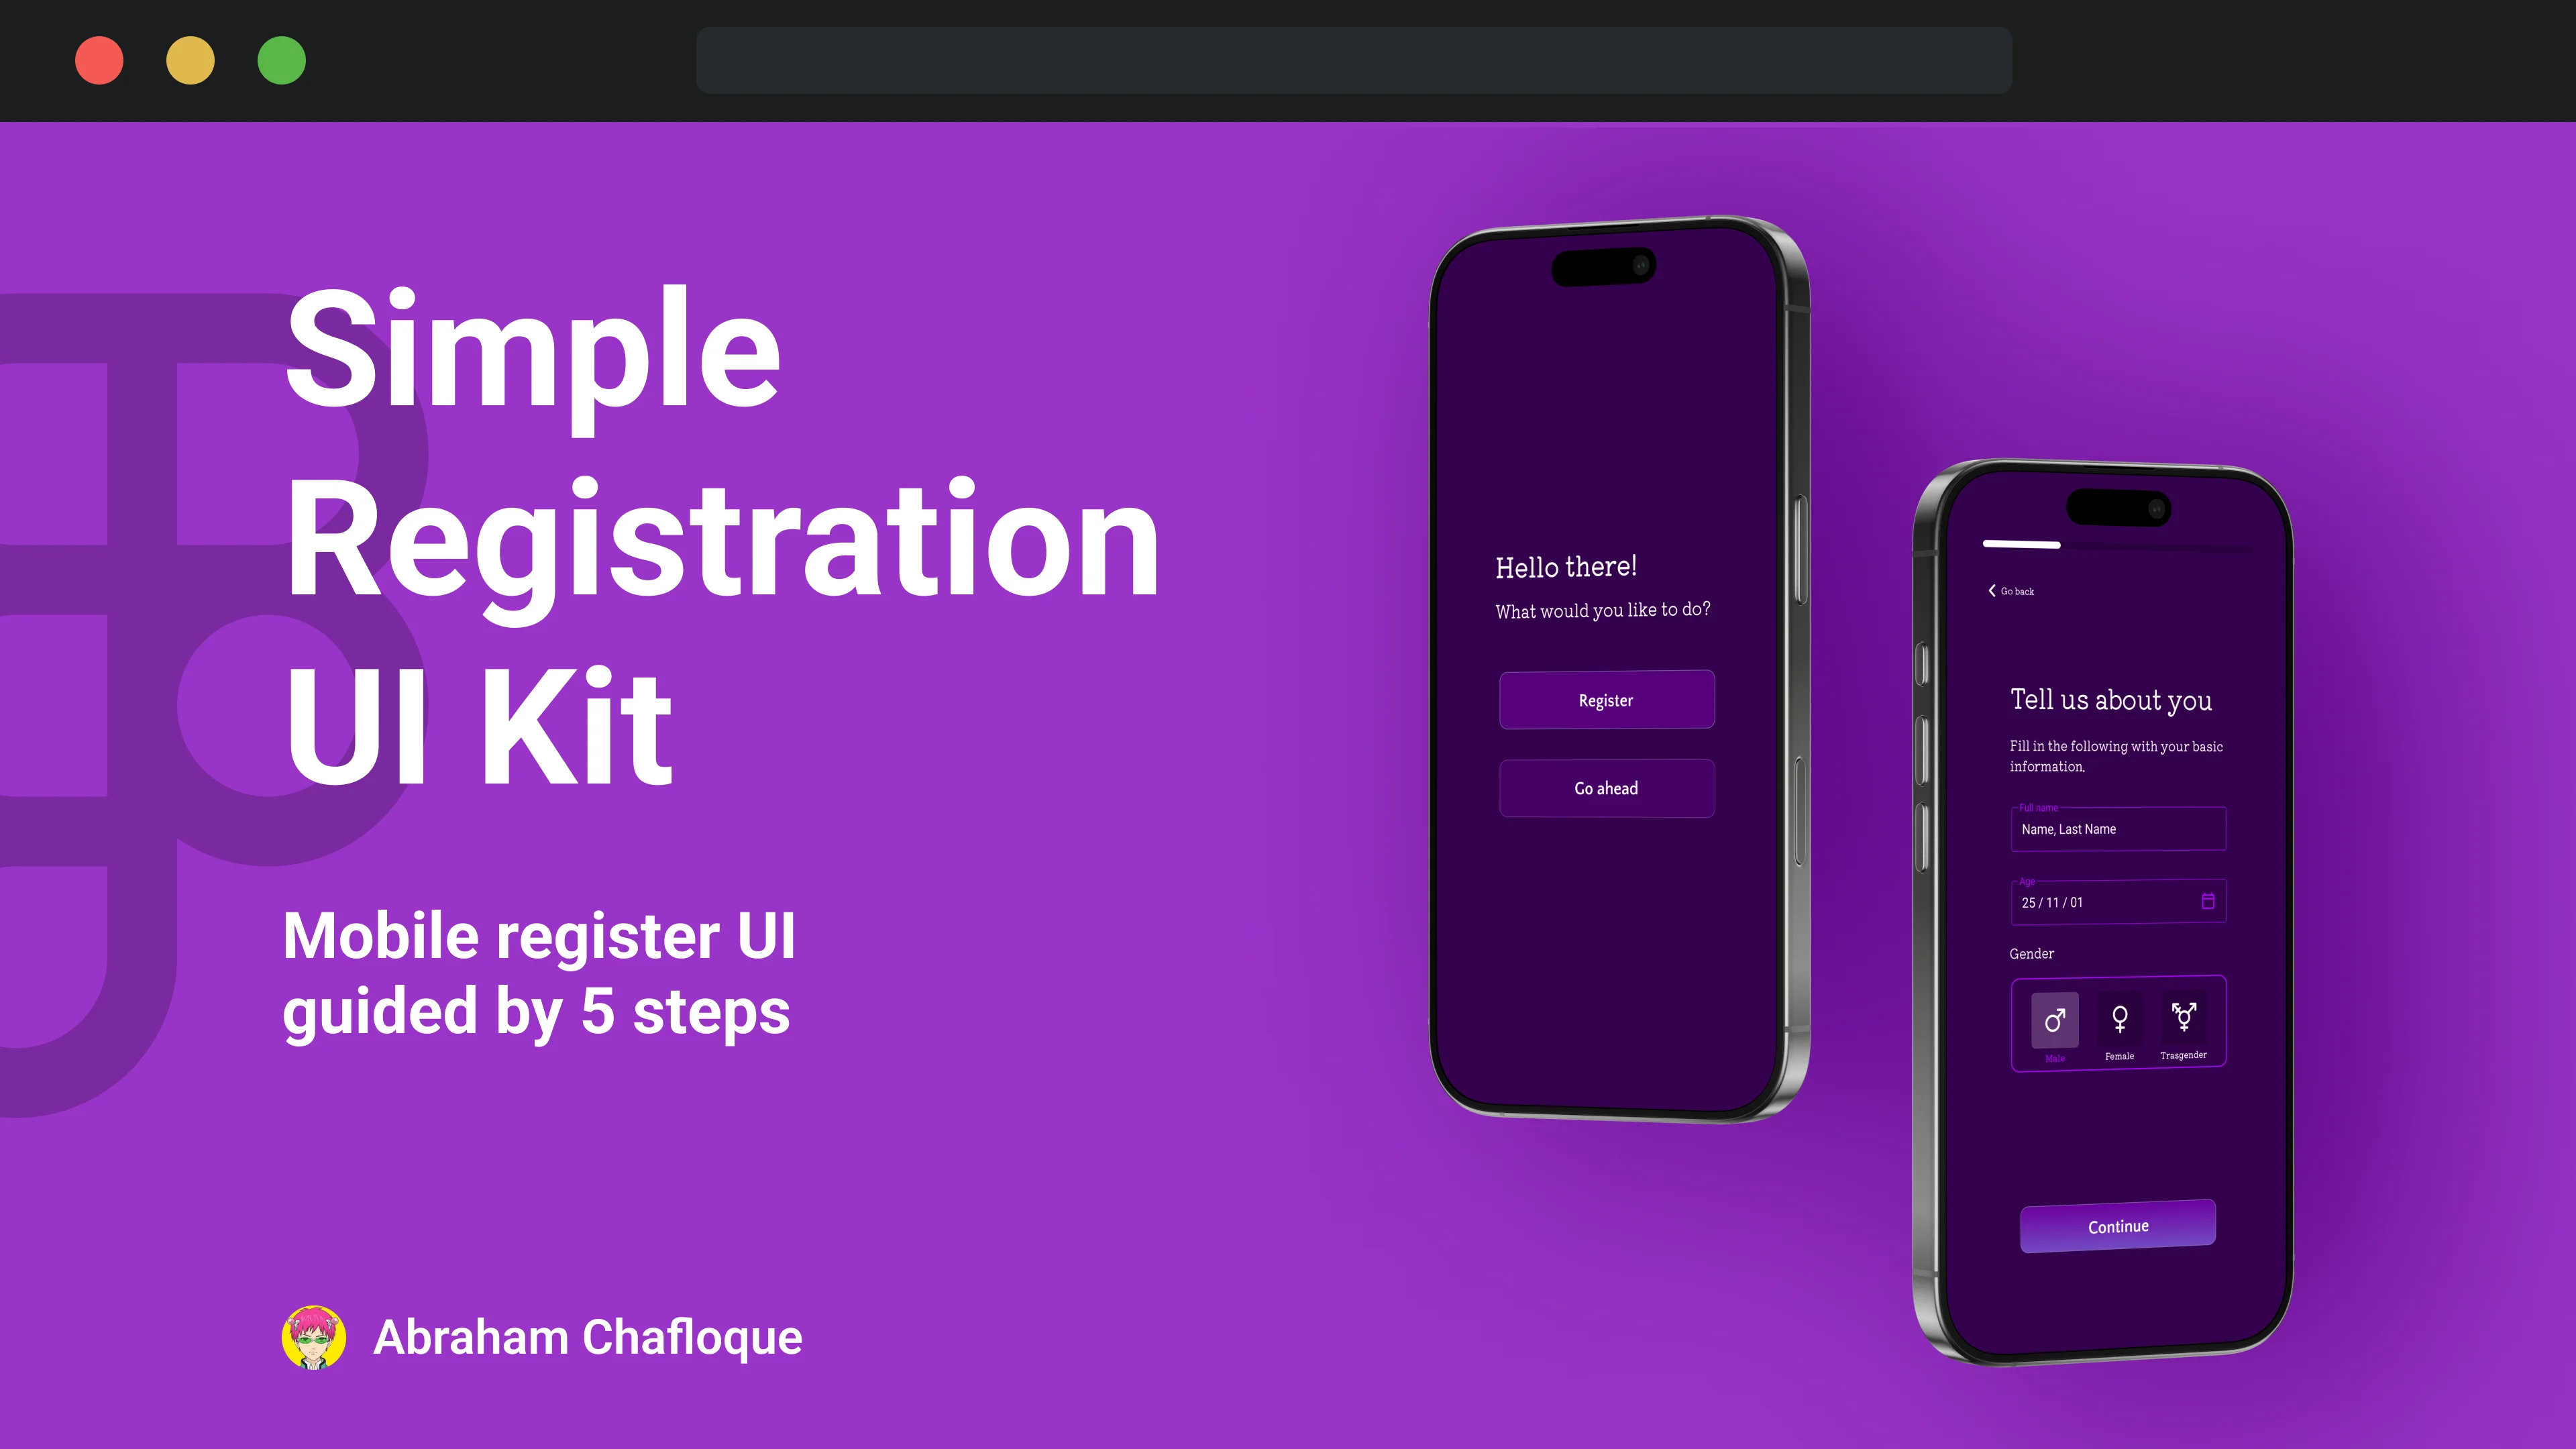 Simple
Registration
UI Kit
Mobile register UI
guided by 5 steps
Abraham Chafloque
Hello there!
What would you like to do?
Register
Go ahead
Go back
Tell us about you
Fill in the following with your basic
information.
Full name
Name, Last Name
Age
25 / 11 / 01
Gender
Male
Female
Trasgender
Continue